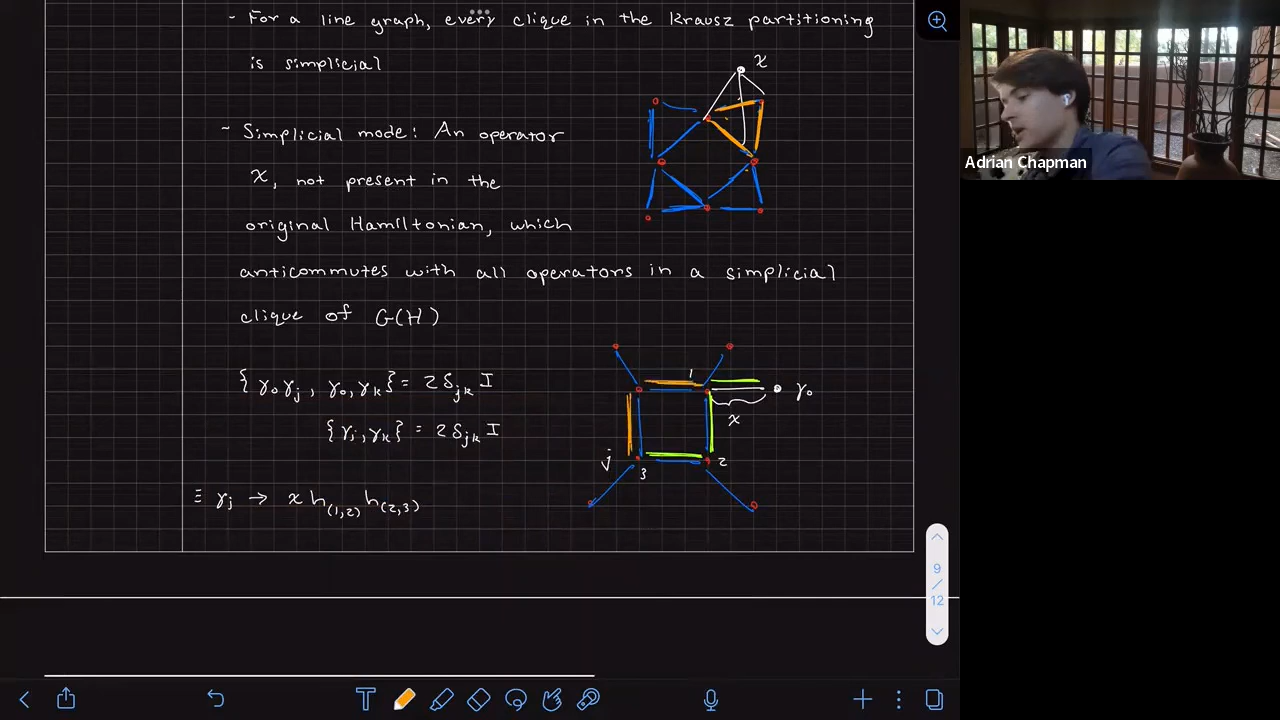 - For a line graph, every clique in the Krausz partitioning
is simplicial
χ
- Simplicial mode: An operator
χ, not present in the
original Hamiltonian, which
anticommutes with all operators in a simplicial
clique of G(H)
{γ₀γⱼ, γ₀γₖ} = 2δⱼₖ I
{γⱼ, γₖ} = 2δⱼₖ I
≡ γⱼ → χ h₍₁,₂₎ h₍₂,₃₎
1
γ₀
χ
j
3
2
Adrian Chapman
9
/
12
T